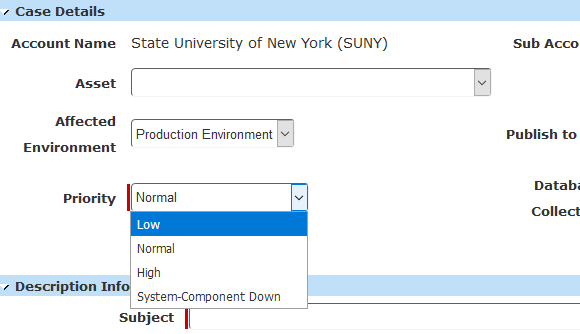 Case Details
Account Name State University of New York (SUNY) Sub Acco
Asset
Affected Environment Production Environment
Publish to
Priority Normal
Databa
Collec
Low
Normal
High
System-Component Down
Description Info
Subject